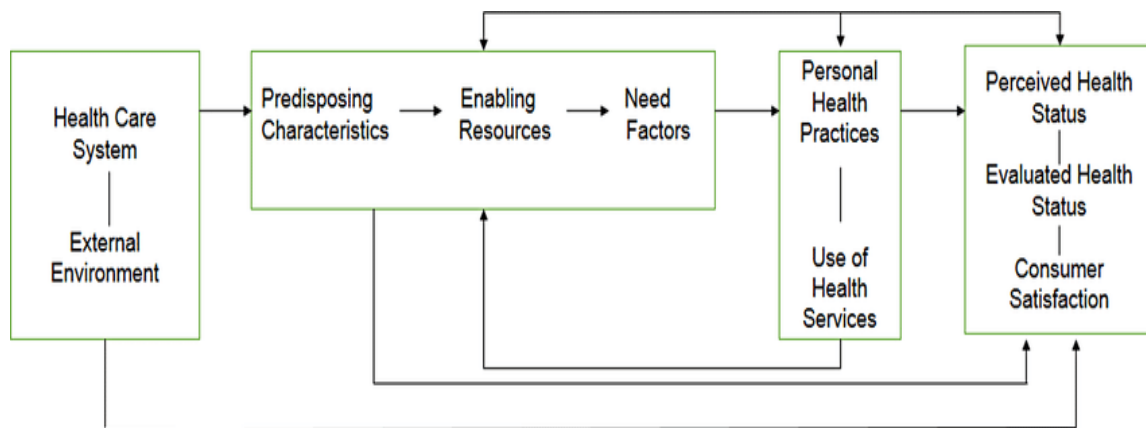 Health Care
System
External
Environment
Predisposing
Characteristics
Enabling
Resources
Need
Factors
Personal
Health
Practices
Use of
Health
Services
Perceived Health
Status
Evaluated Health
Status
Consumer
Satisfaction